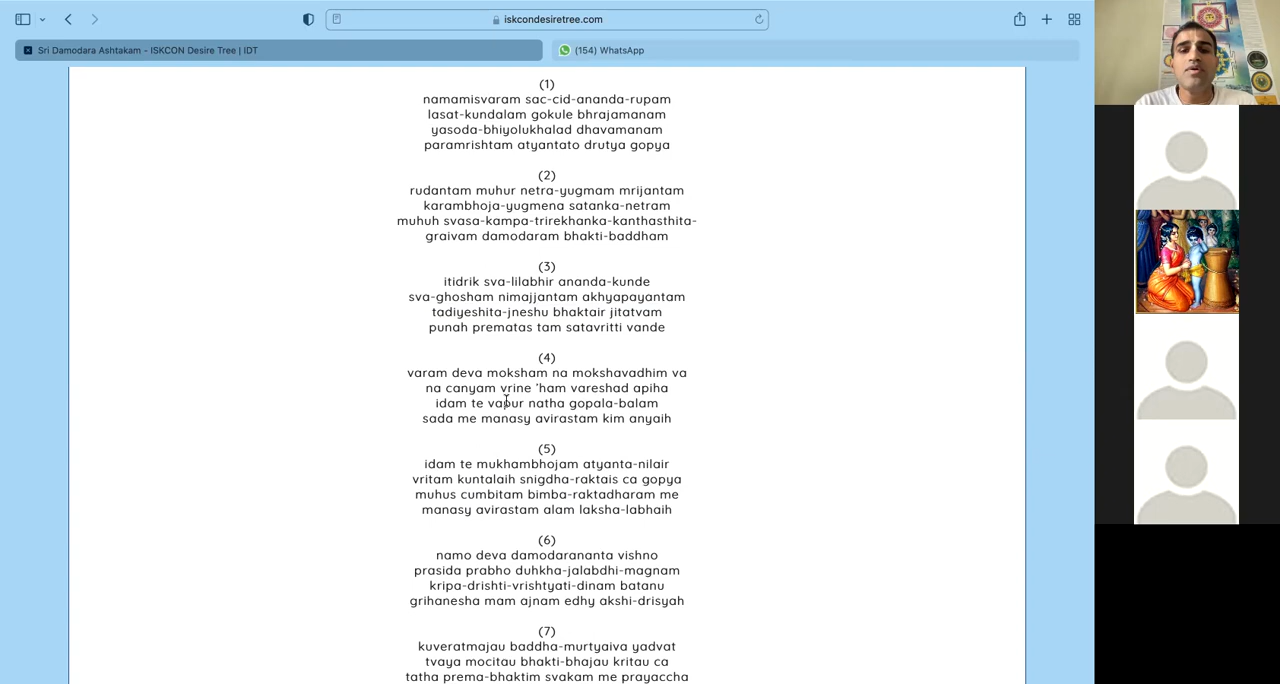 iskcondesiretree.com
Sri Damodara Ashtakam - ISKCON Desire Tree | IDT
(154) WhatsApp
(1)
namamisvaram sac-cid-ananda-rupam
lasat-kundalam gokule bhrajamanam
yasoda-bhiyolukhalad dhavamanam
paramrishtam atyantato drutya gopya
(2)
rudantam muhur netra-yugmam mrijantam
karambhoja-yugmena satanka-netram
muhuh svasa-kampa-trirekhanka-kanthasthita-
graivam damodaram bhakti-baddham
(3)
itidrik sva-lilabhir ananda-kunde
sva-ghosham nimajjantam akhyapayantam
tadiyeshita-jneshu bhaktair jitatvam
punah prematas tam satavritti vande
(4)
varam deva moksham na mokshavadhim va
na canyam vrine 'ham vareshad apiha
idam te vapur natha gopala-balam
sada me manasy avirastam kim anyaih
(5)
idam te mukhambhojam atyanta-nilair
vritam kuntalaih snigdha-raktais ca gopya
muhus cumbitam bimba-raktadharam me
manasy avirastam alam laksha-labhaih
(6)
namo deva damodarananta vishno
prasida prabho duhkha-jalabdhi-magnam
kripa-drishti-vrishtyati-dinam batanu
grihanesha mam ajnam edhy akshi-drisyah
(7)
kuveratmajau baddha-murtyaiva yadvat
tvaya mocitau bhakti-bhajau kritau ca
tatha prema-bhaktim svakam me prayaccha